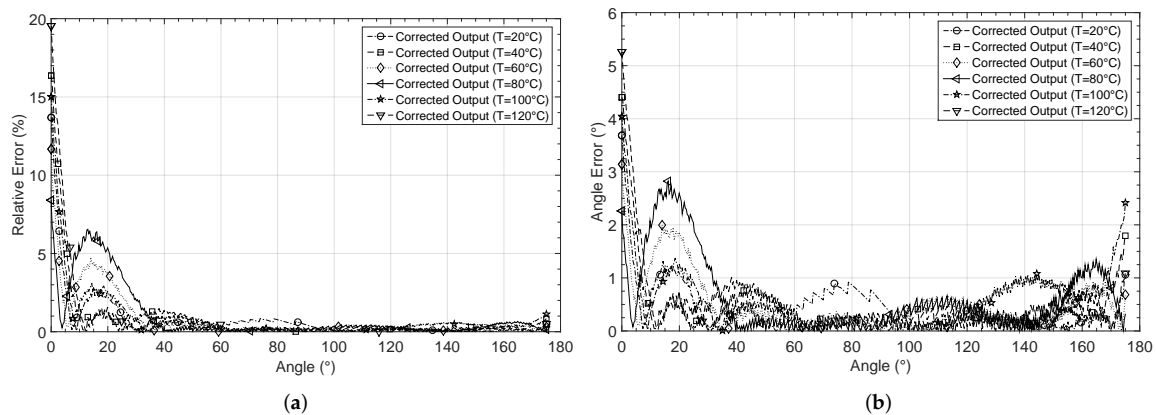 20
15
10
5
0
Relative Error (%)
0 20 40 60 80 100 120 140 160 180
Angle (°)
Corrected Output (T=20°C)
Corrected Output (T=40°C)
Corrected Output (T=60°C)
Corrected Output (T=80°C)
Corrected Output (T=100°C)
Corrected Output (T=120°C)
(a)
6
5
4
3
2
1
0
Angle Error (°)
0 20 40 60 80 100 120 140 160 180
Angle (°)
Corrected Output (T=20°C)
Corrected Output (T=40°C)
Corrected Output (T=60°C)
Corrected Output (T=80°C)
Corrected Output (T=100°C)
Corrected Output (T=120°C)
(b)